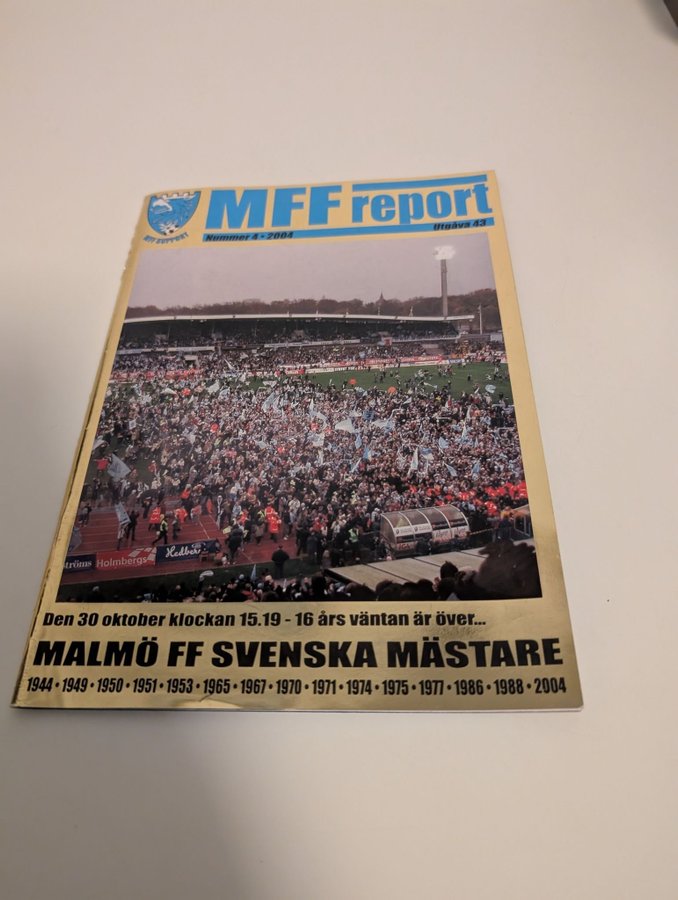 MFF report
MFF SUPPORT
Nummer 4 • 2004
Utgåva 43
ströms
Holmbergs
Hedber
Den 30 oktober klockan 15.19 - 16 års väntan är över...
MALMÖ FF SVENSKA MÄSTARE
1944 • 1949 • 1950 • 1951 • 1953 • 1965 • 1967 • 1970 • 1971 • 1974 • 1975 • 1977 • 1986 • 1988 • 2004